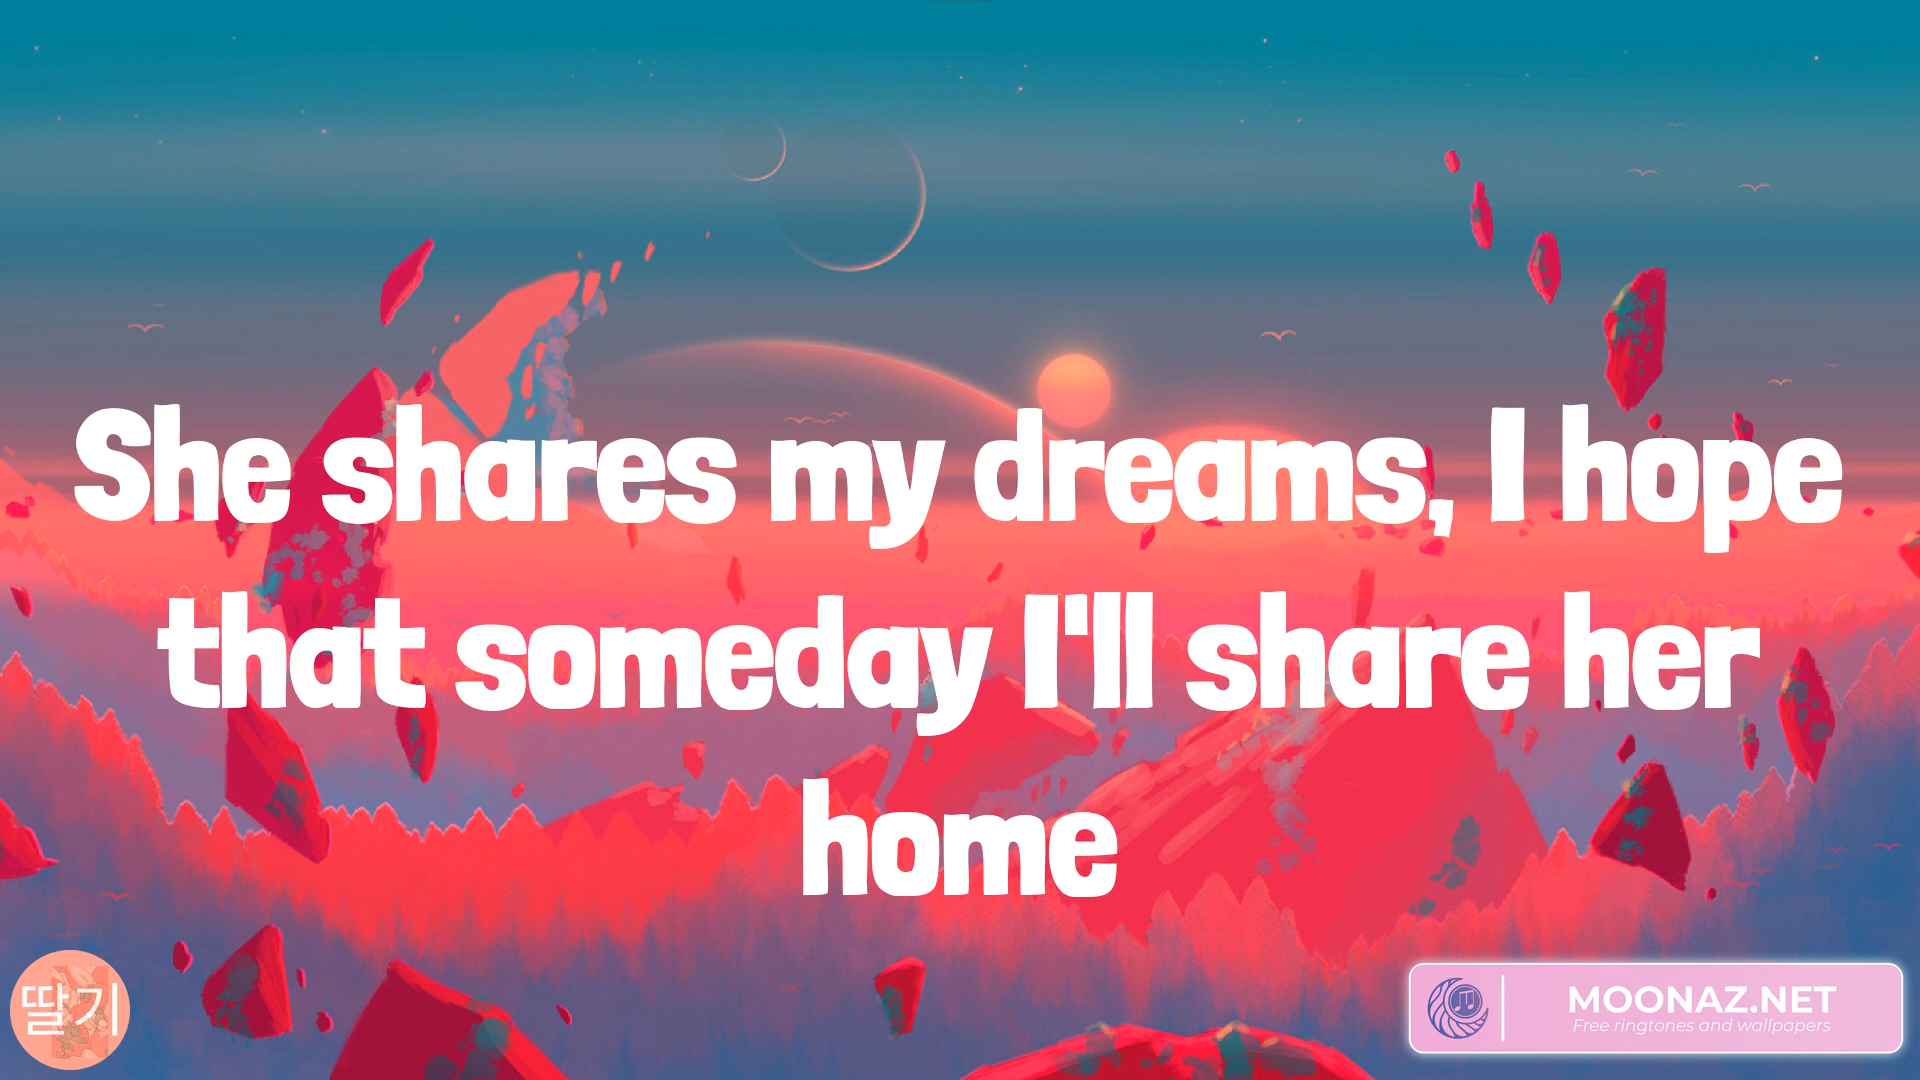 She shares my dreams, I hope
that someday I'll share her
home
딸기
MOONAZ.NET
Free ringtones and wallpapers